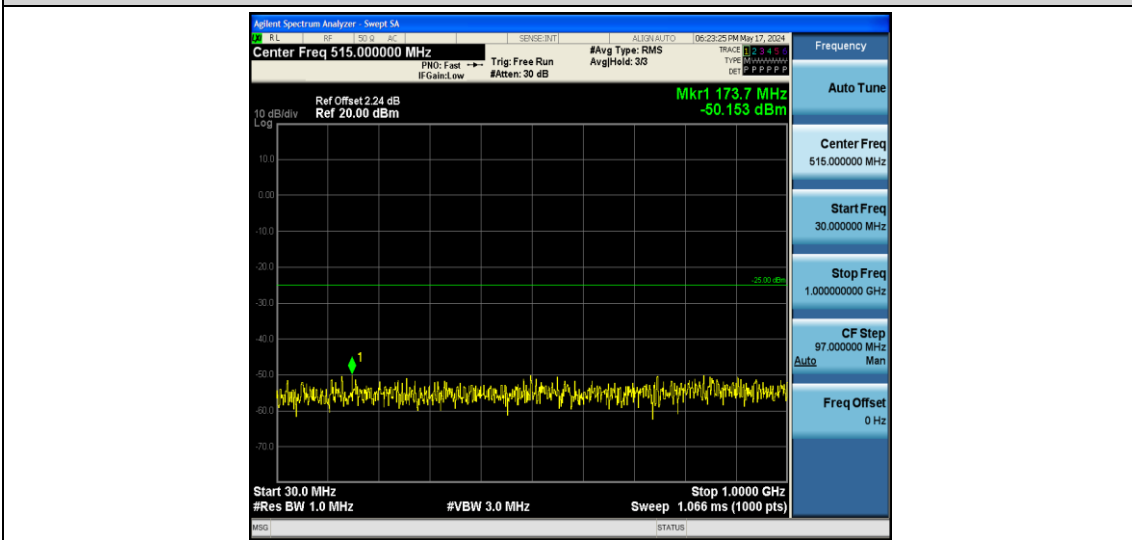 Agilent Spectrum Analyzer - Swept SA
RL RF 50 Ω AC SENSE:INT ALIGN AUTO 06:23:25 PM May 17, 2024
Center Freq 515.000000 MHz #Avg Type: RMS TRACE 1 2 3 4 5 6
PNO: Fast Trig: Free Run Avg|Hold: 3/3 TYPE M
IFGain:Low #Atten: 30 dB DET P P P P P P
Mkr1 173.7 MHz
-50.153 dBm
Ref Offset 2.24 dB
10 dB/div Ref 20.00 dBm
Log
10.0
0.00
-10.0
-20.0
-25.00 dBm
-30.0
-40.0
1
-50.0
-60.0
-70.0
Start 30.0 MHz Stop 1.0000 GHz
#Res BW 1.0 MHz #VBW 3.0 MHz Sweep 1.066 ms (1000 pts)
MSG STATUS
Frequency
Auto Tune
Center Freq
515.000000 MHz
Start Freq
30.000000 MHz
Stop Freq
1.000000000 GHz
CF Step
97.000000 MHz
Auto Man
Freq Offset
0 Hz